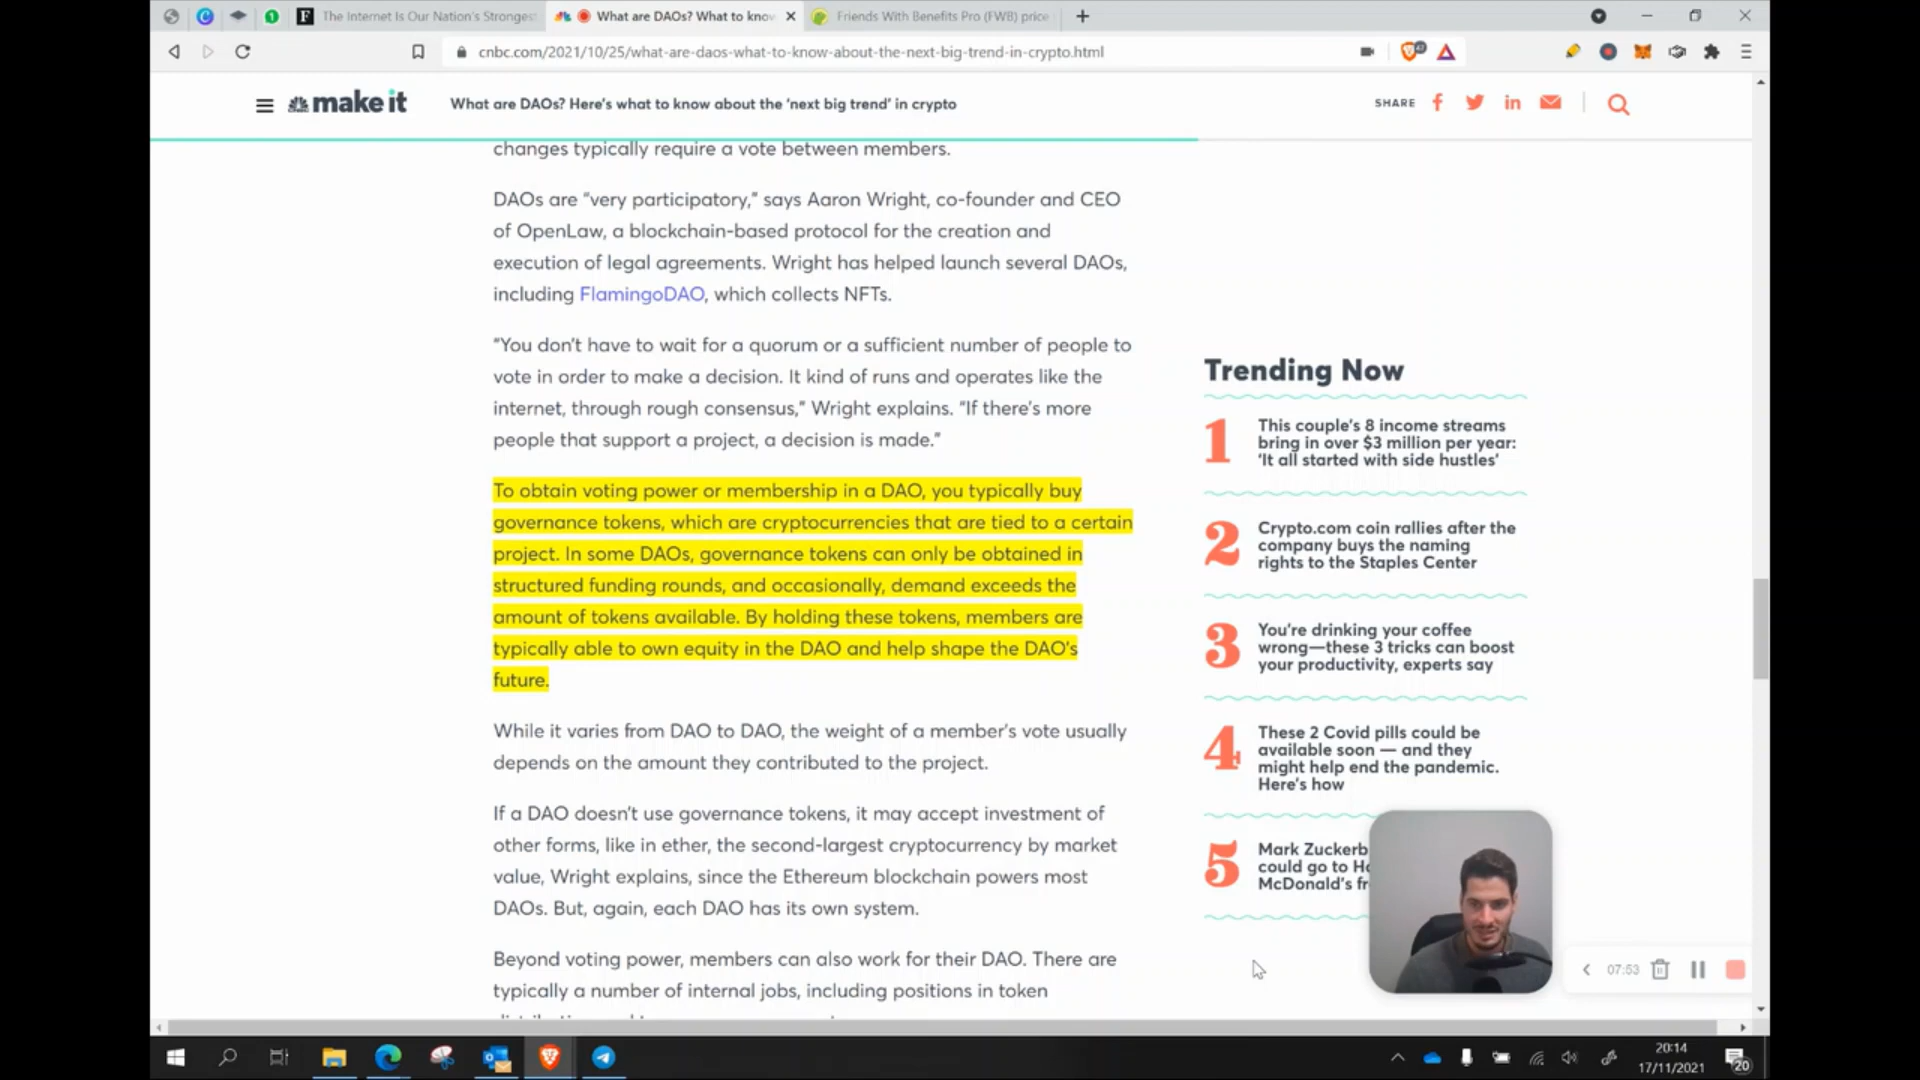 The Internet Is Our Nation's Stronges
What are DAOs? What to know
Friends With Benefits Pro (FWB) price
cnbc.com/2021/10/25/what-are-daos-what-to-know-about-the-next-big-trend-in-crypto.html
make it
What are DAOs? Here's what to know about the 'next big trend' in crypto
SHARE
changes typically require a vote between members.
DAOs are “very participatory,” says Aaron Wright, co-founder and CEO
of OpenLaw, a blockchain-based protocol for the creation and
execution of legal agreements. Wright has helped launch several DAOs,
including FlamingoDAO, which collects NFTs.
“You don't have to wait for a quorum or a sufficient number of people to
vote in order to make a decision. It kind of runs and operates like the
internet, through rough consensus,” Wright explains. “If there's more
people that support a project, a decision is made.”
To obtain voting power or membership in a DAO, you typically buy
governance tokens, which are cryptocurrencies that are tied to a certain
project. In some DAOs, governance tokens can only be obtained in
structured funding rounds, and occasionally, demand exceeds the
amount of tokens available. By holding these tokens, members are
typically able to own equity in the DAO and help shape the DAO's
future.
While it varies from DAO to DAO, the weight of a member's vote usually
depends on the amount they contributed to the project.
If a DAO doesn't use governance tokens, it may accept investment of
other forms, like in ether, the second-largest cryptocurrency by market
value, Wright explains, since the Ethereum blockchain powers most
DAOs. But, again, each DAO has its own system.
Beyond voting power, members can also work for their DAO. There are
typically a number of internal jobs, including positions in token
Trending Now
1
This couple's 8 income streams
bring in over $3 million per year:
'It all started with side hustles'
2
Crypto.com coin rallies after the
company buys the naming
rights to the Staples Center
3
You're drinking your coffee
wrong—these 3 tricks can boost
your productivity, experts say
4
These 2 Covid pills could be
available soon — and they
might help end the pandemic.
Here's how
5
Mark Zuckerb
could go to H
McDonald's fr
07:53
20:14
17/11/2021
20